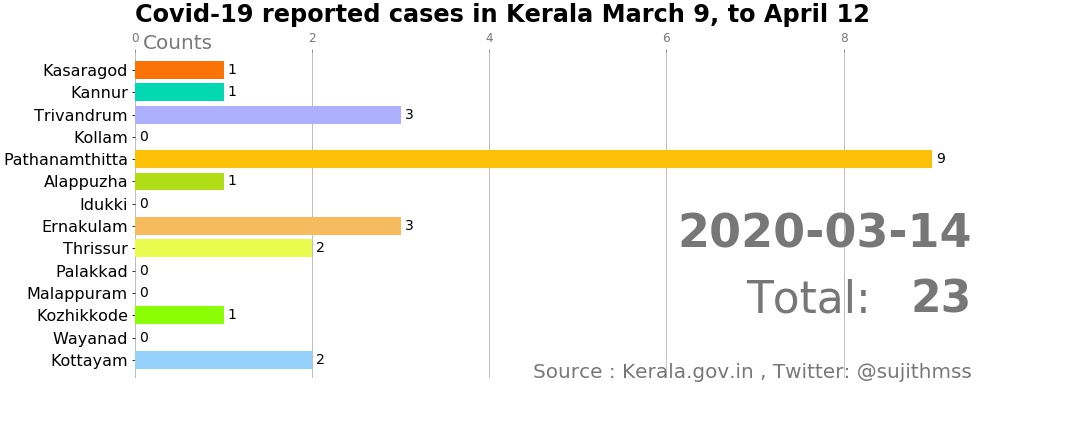 Covid-19 reported cases in Kerala March 9, to April 12
0 2 4 6 8
Counts
Kasaragod 1
Kannur 1
Trivandrum 3
Kollam 0
Pathanamthitta 9
Alappuzha 1
Idukki 0
Ernakulam 3
2020-03-14
Thrissur 2
Palakkad 0
Malappuram 0
Total: 23
Kozhikkode 1
Wayanad 0
Kottayam 2
Source : Kerala.gov.in , Twitter: @sujithmss